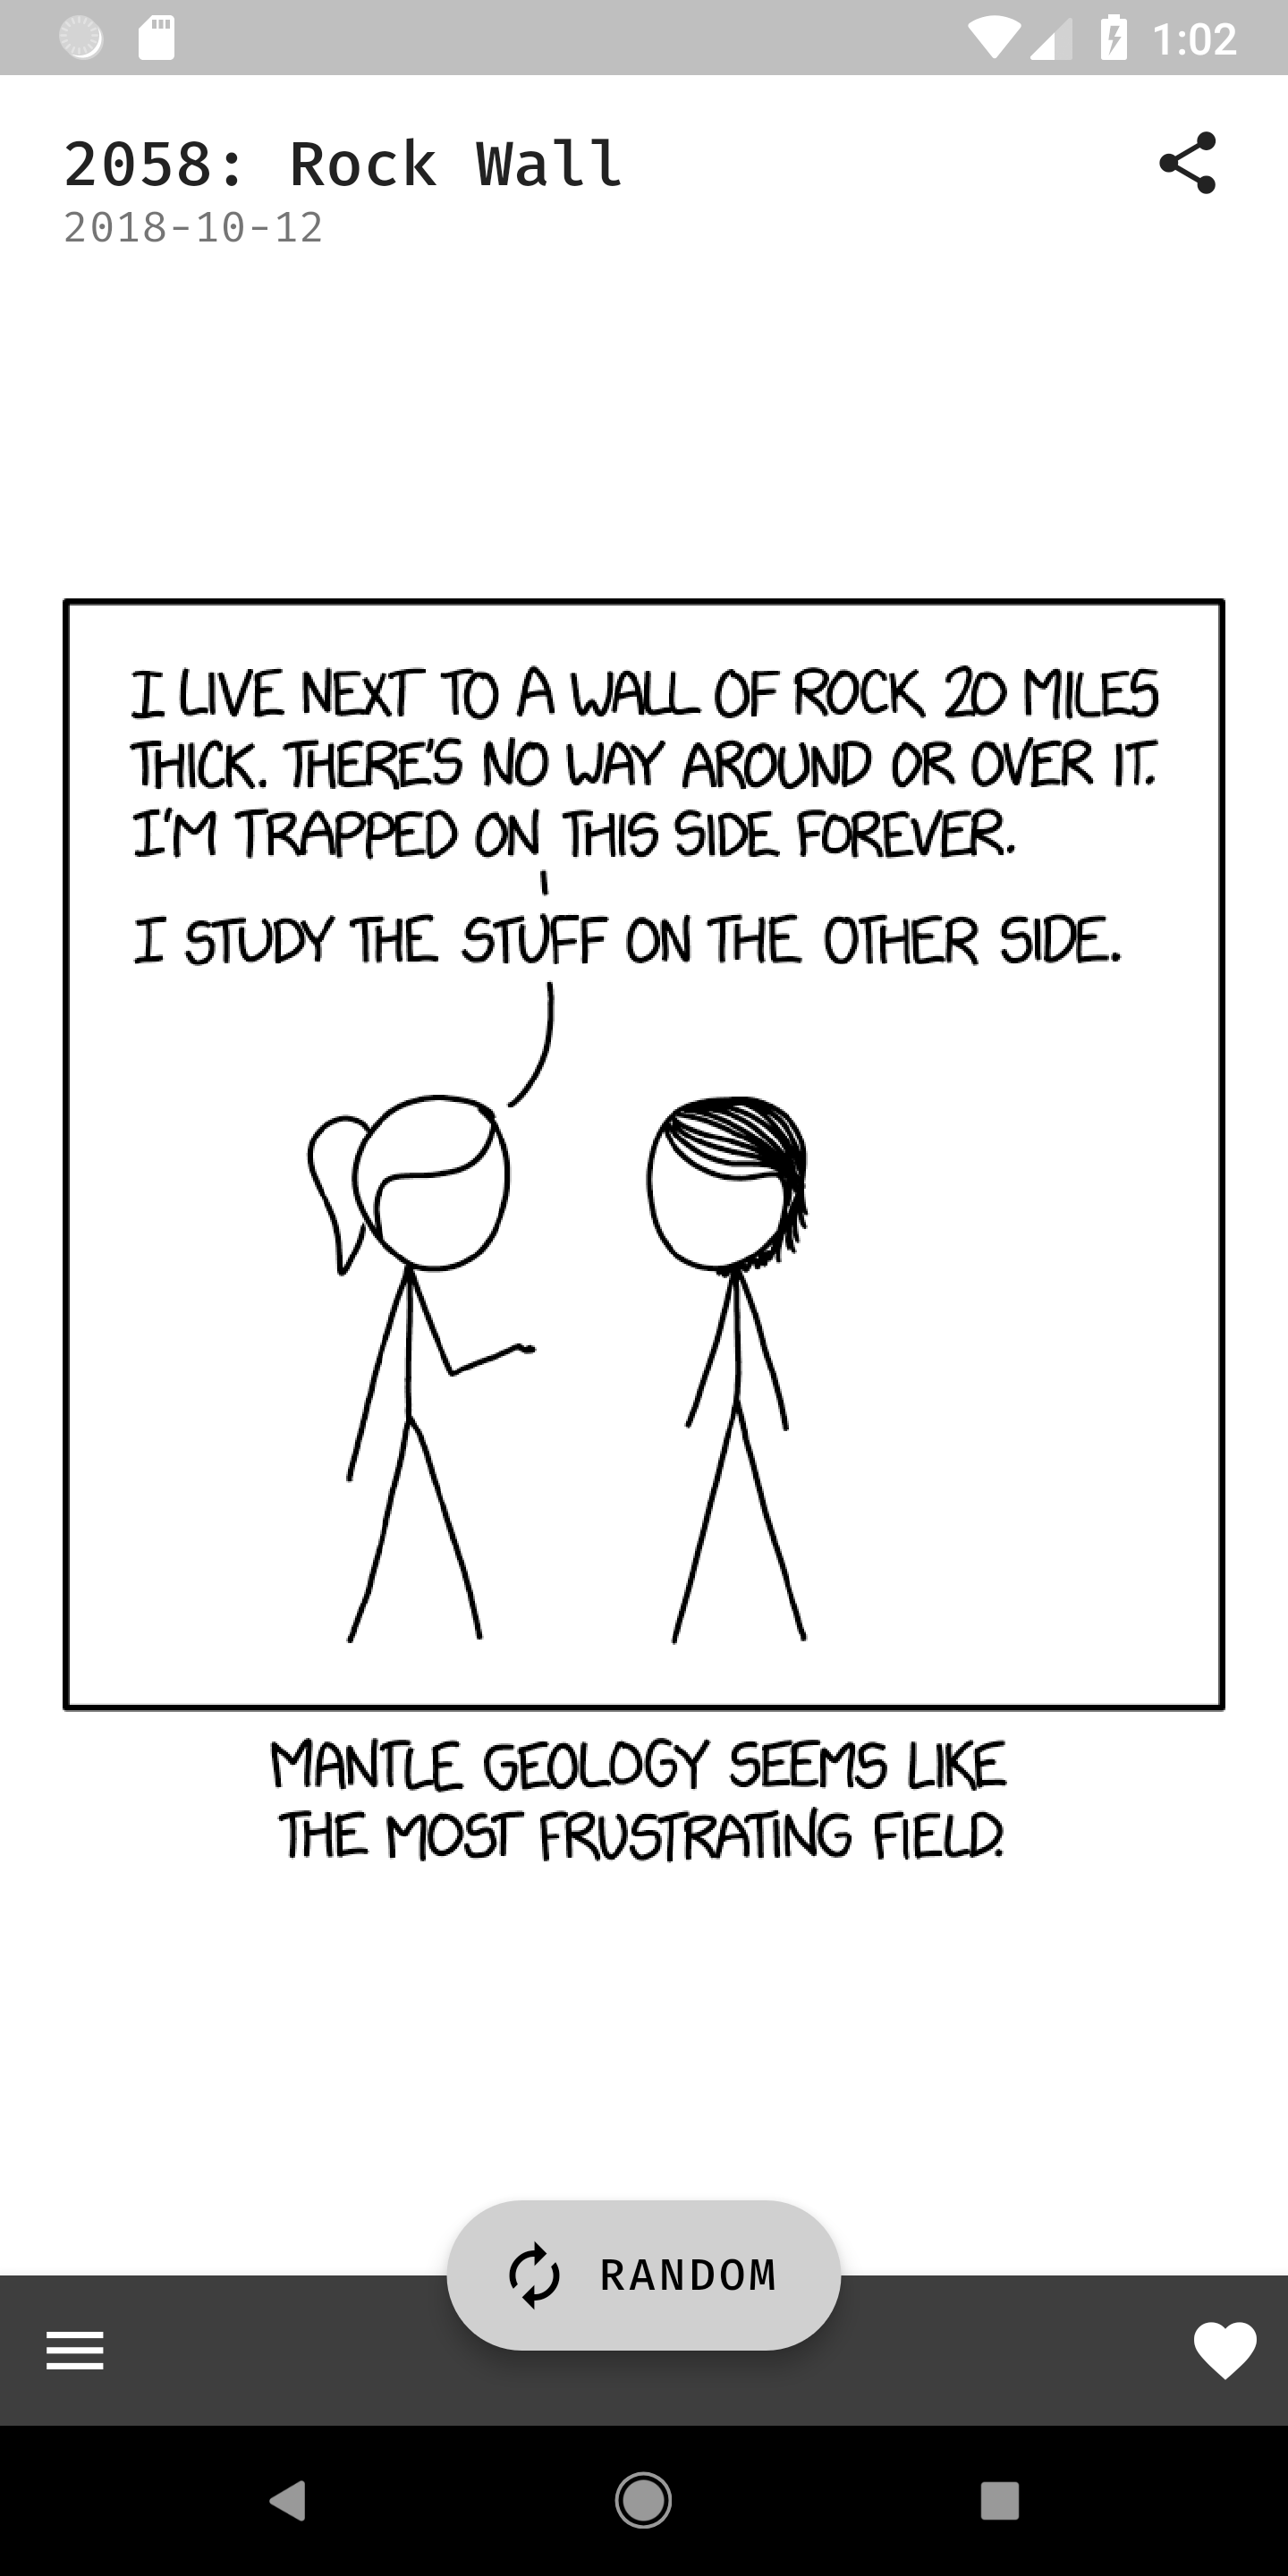 1:02
2058: Rock Wall
2018-10-12
I LIVE NEXT TO A WALL OF ROCK 20 MILES
THICK. THERE'S NO WAY AROUND OR OVER IT.
I'M TRAPPED ON THIS SIDE FOREVER.
I STUDY THE STUFF ON THE OTHER SIDE.
MANTLE GEOLOGY SEEMS LIKE
THE MOST FRUSTRATING FIELD.
RANDOM